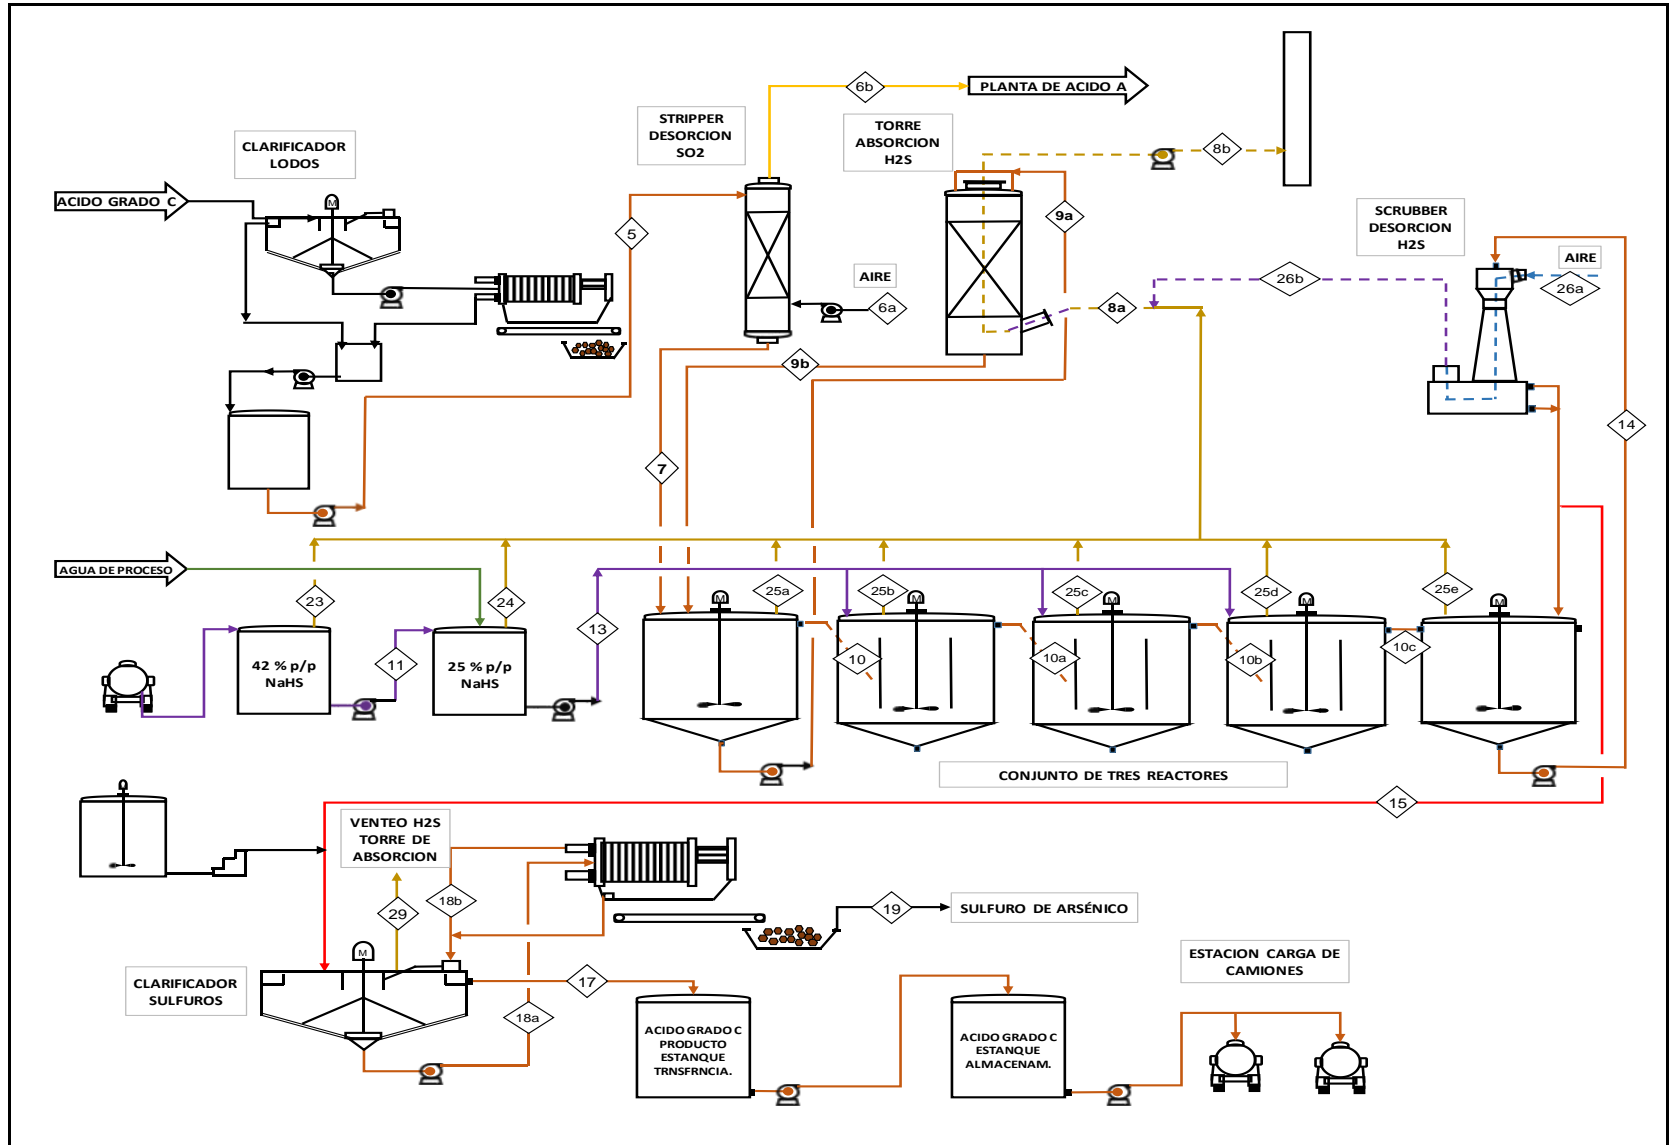 6b
PLANTA DE ACIDO A
STRIPPER
DESORCION
SO2
TORRE
ABSORCION
H2S
8b
CLARIFICADOR
LODOS
ACIDO GRADO C
M
5
9a
SCRUBBER
DESORCION
H2S
AIRE
6a
AIRE
26a
26b
8a
9b
14
7
AGUA DE PROCESO
23
24
13
11
42 % p/p
NaHS
25 % p/p
NaHS
25a
25b
25c
25d
25e
M
M
M
M
M
10
10a
10b
10c
CONJUNTO DE TRES REACTORES
15
VENTEO H2S
TORRE DE
ABSORCION
29
18b
19
SULFURO DE ARSÉNICO
M
CLARIFICADOR
SULFUROS
17
18a
ACIDO GRADO C
PRODUCTO
ESTANQUE
TRNSFRNCIA.
ACIDO GRADO C
ESTANQUE
ALMACENAM.
ESTACION CARGA DE
CAMIONES